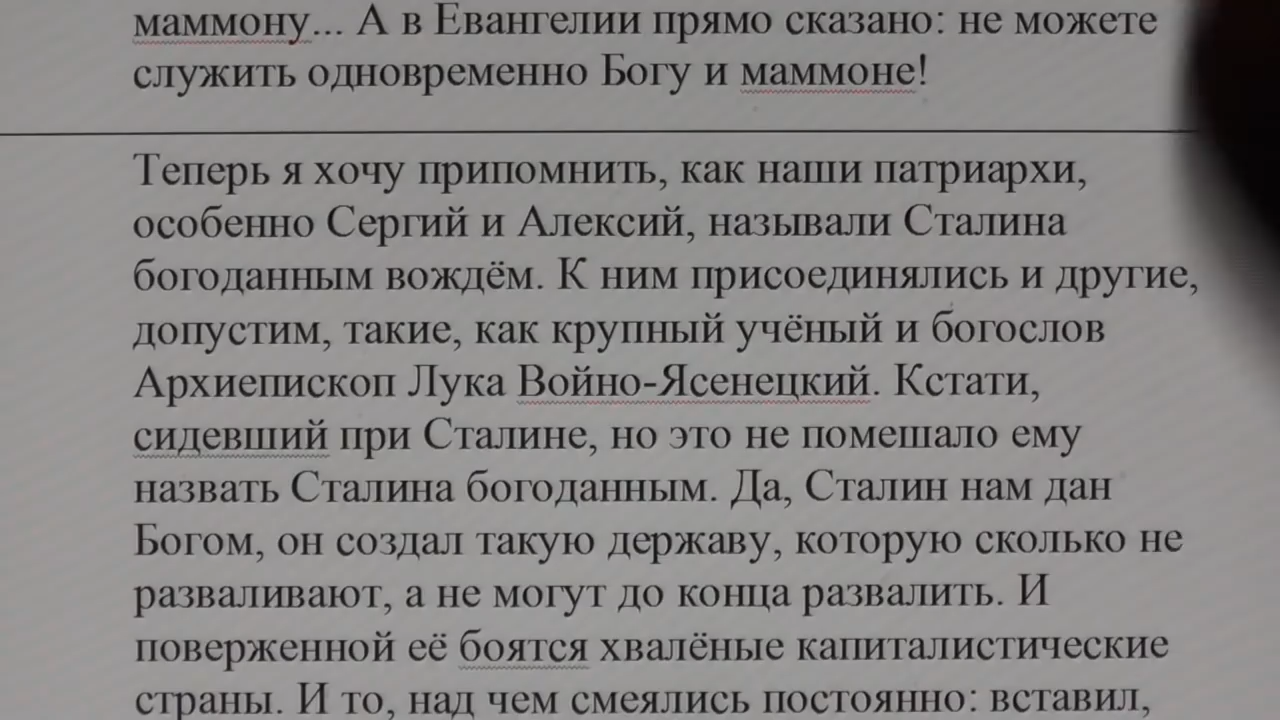 маммону... А в Евангелии прямо сказано: не можете
служить одновременно Богу и маммоне!
Теперь я хочу припомнить, как наши патриархи,
особенно Сергий и Алексий, называли Сталина
богоданным вождём. К ним присоединялись и другие,
допустим, такие, как крупный учёный и богослов
Архиепископ Лука Войно-Ясенецкий. Кстати,
сидевший при Сталине, но это не помешало ему
назвать Сталина богоданным. Да, Сталин нам дан
Богом, он создал такую державу, которую сколько не
разваливают, а не могут до конца развалить. И
поверженной её боятся хвалёные капиталистические
страны. И то, над чем смеялись постоянно: вставил,